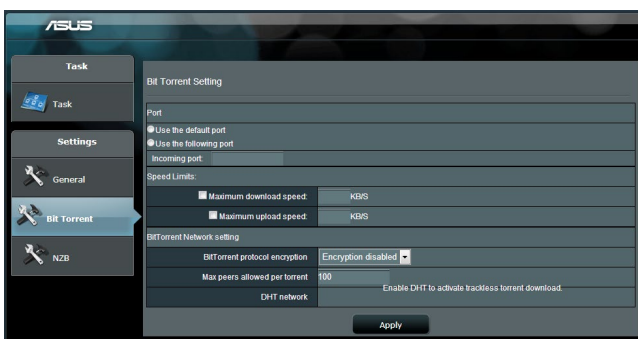 ASUS
Task
Task
Settings
General
Bit Torrent
NZB
Bit Torrent Setting
Port
Use the default port
Use the following port
Incoming port:
Speed Limits:
Maximum download speed: KB/S
Maximum upload speed: KB/S
BitTorrent Network setting
BitTorrent protocol encryption Encryption disabled
Max peers allowed per torrent 100
DHT network Enable DHT to activate trackless torrent download.
Apply